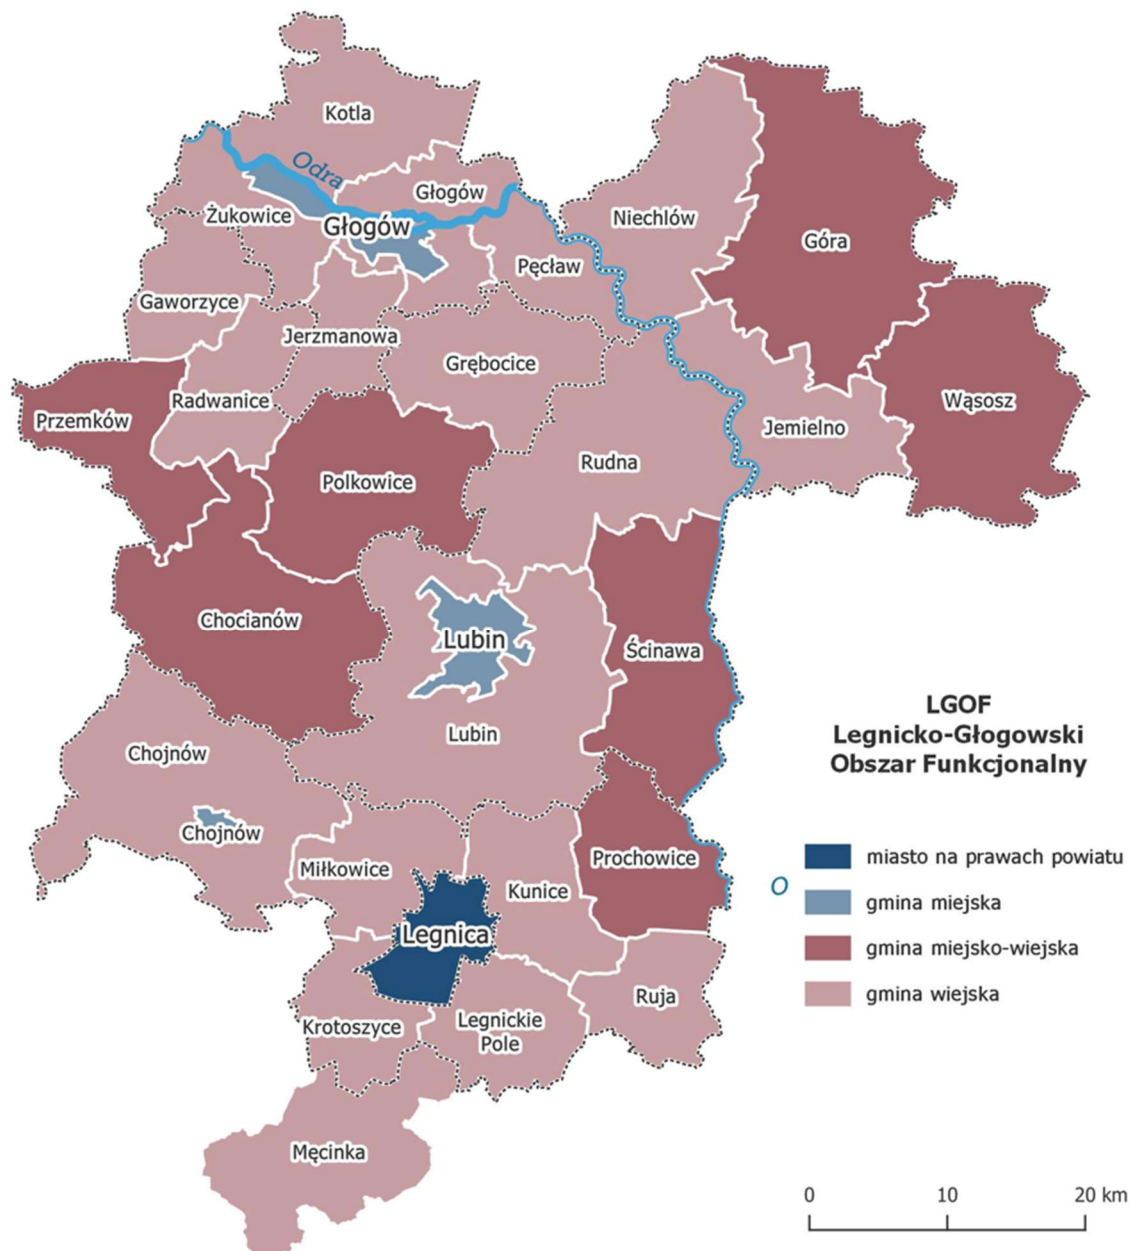 Kotla
Odra
Głogów
Żukowice
Głogów
Niechlów
Góra
Pęcław
Gaworzyce
Jerzmanowa
Grębocice
Radwanice
Przemków
Wąsosz
Jemielno
Rudna
Polkowice
Chocianów
Lubin
Ścinawa
Lubin
LGOF
Legnicko-Głogowski
Obszar Funkcjonalny
Chojnów
Chojnów
Miłkowice
Kunice
Prochowice
Legnica
O
miasto na prawach powiatu
gmina miejska
gmina miejsko-wiejska
gmina wiejska
Ruja
Krotoszyce
Legnickie
Pole
Męcinka
0 10 20 km